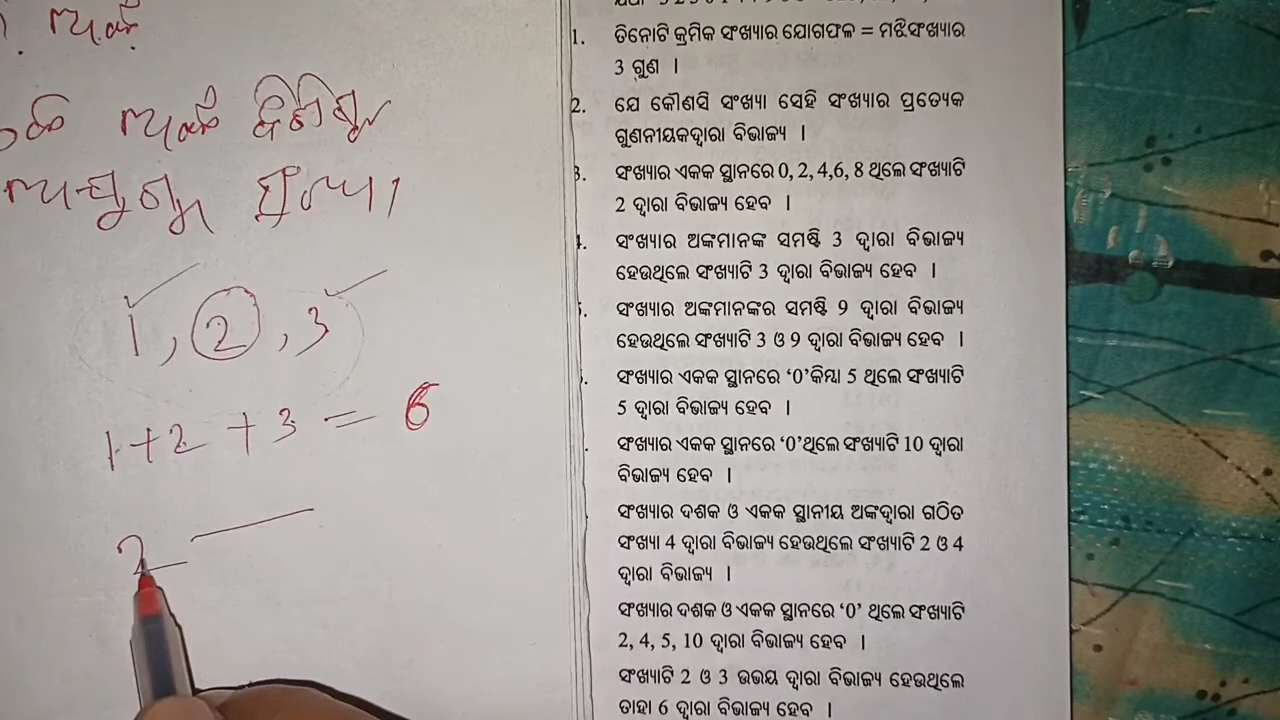 1. ତିନୋଟି କ୍ରମିକ ସଂଖ୍ୟାର ଯୋଗଫଳ = ମଝିସଂଖ୍ୟାର
3 ଗୁଣ ।
2. ଯେ କୌଣସି ସଂଖ୍ୟା ସେହି ସଂଖ୍ୟାର ପ୍ରତ୍ୟେକ
ଗୁଣନୀୟକଦ୍ୱାରା ବିଭାଜ୍ୟ ।
3. ସଂଖ୍ୟାର ଏକକ ସ୍ଥାନରେ 0, 2, 4,6, 8 ଥିଲେ ସଂଖ୍ୟାଟି
2 ଦ୍ୱାରା ବିଭାଜ୍ୟ ହେବ ।
ସଂଖ୍ୟାର ଅଙ୍କମାନଙ୍କ ସମଷ୍ଟି 3 ଦ୍ୱାରା ବିଭାଜ୍ୟ
ହେଉଥିଲେ ସଂଖ୍ୟାଟି 3 ଦ୍ୱାରା ବିଭାଜ୍ୟ ହେବ ।
ସଂଖ୍ୟାର ଅଙ୍କମାନଙ୍କର ସମଷ୍ଟି 9 ଦ୍ୱାରା ବିଭାଜ୍ୟ
ହେଉଥିଲେ ସଂଖ୍ୟାଟି 3 ଓ 9 ଦ୍ୱାରା ବିଭାଜ୍ୟ ହେବ ।
ସଂଖ୍ୟାର ଏକକ ସ୍ଥାନରେ ‘0’କିମ୍ବା 5 ଥିଲେ ସଂଖ୍ୟାଟି
5 ଦ୍ୱାରା ବିଭାଜ୍ୟ ହେବ ।
ସଂଖ୍ୟାର ଏକକ ସ୍ଥାନରେ ‘0’ଥିଲେ ସଂଖ୍ୟାଟି 10 ଦ୍ୱାରା
ବିଭାଜ୍ୟ ହେବ ।
ସଂଖ୍ୟାର ଦଶକ ଓ ଏକକ ସ୍ଥାନୀୟ ଅଙ୍କଦ୍ୱାରା ଗଠିତ
ସଂଖ୍ୟା 4 ଦ୍ୱାରା ବିଭାଜ୍ୟ ହେଉଥିଲେ ସଂଖ୍ୟାଟି 2 ଓ 4
ଦ୍ୱାରା ବିଭାଜ୍ୟ ।
ସଂଖ୍ୟାର ଦଶକ ଓ ଏକକ ସ୍ଥାନରେ ‘0’ ଥିଲେ ସଂଖ୍ୟାଟି
2, 4, 5, 10 ଦ୍ୱାରା ବିଭାଜ୍ୟ ହେବ ।
ସଂଖ୍ୟାଟି 2 ଓ 3 ଉଭୟ ଦ୍ୱାରା ବିଭାଜ୍ୟ ହେଉଥିଲେ
ତାହା 6 ଦ୍ୱାରା ବିଭାଜ୍ୟ ହେବ ।
1, 2, 3
1+2+3 = 6
2